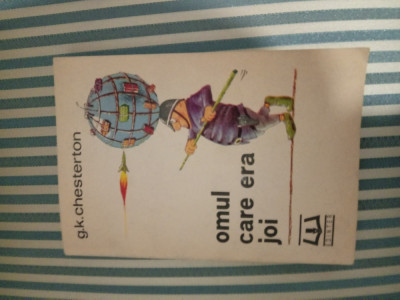 g.k.chesterton
omul
care era
joi